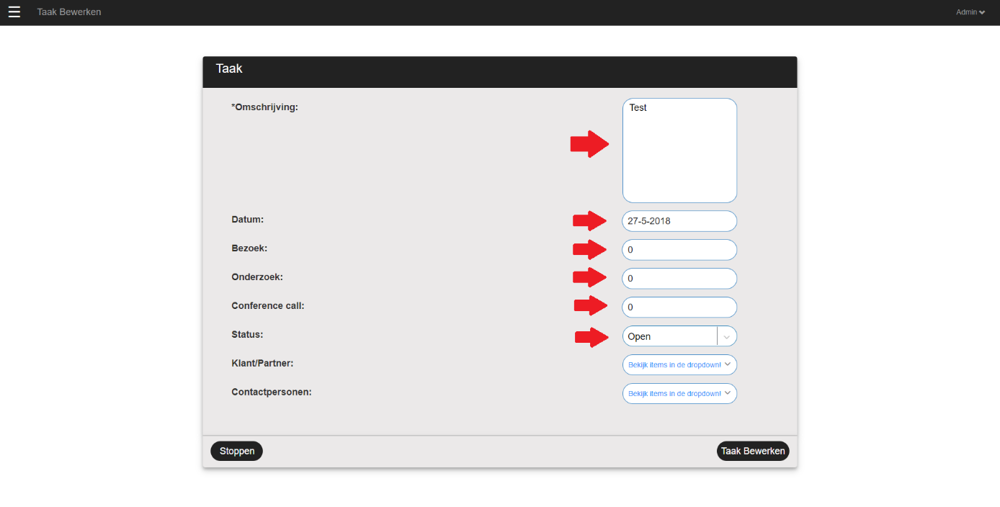 Taak Bewerken
Admin
Taak
*Omschrijving:
Test
Datum:
27-5-2018
Bezoek:
0
Onderzoek:
0
Conference call:
0
Status:
Open
Klant/Partner:
Bekijk items in de dropdown!
Contactpersonen:
Bekijk items in de dropdown!
Stoppen
Taak Bewerken